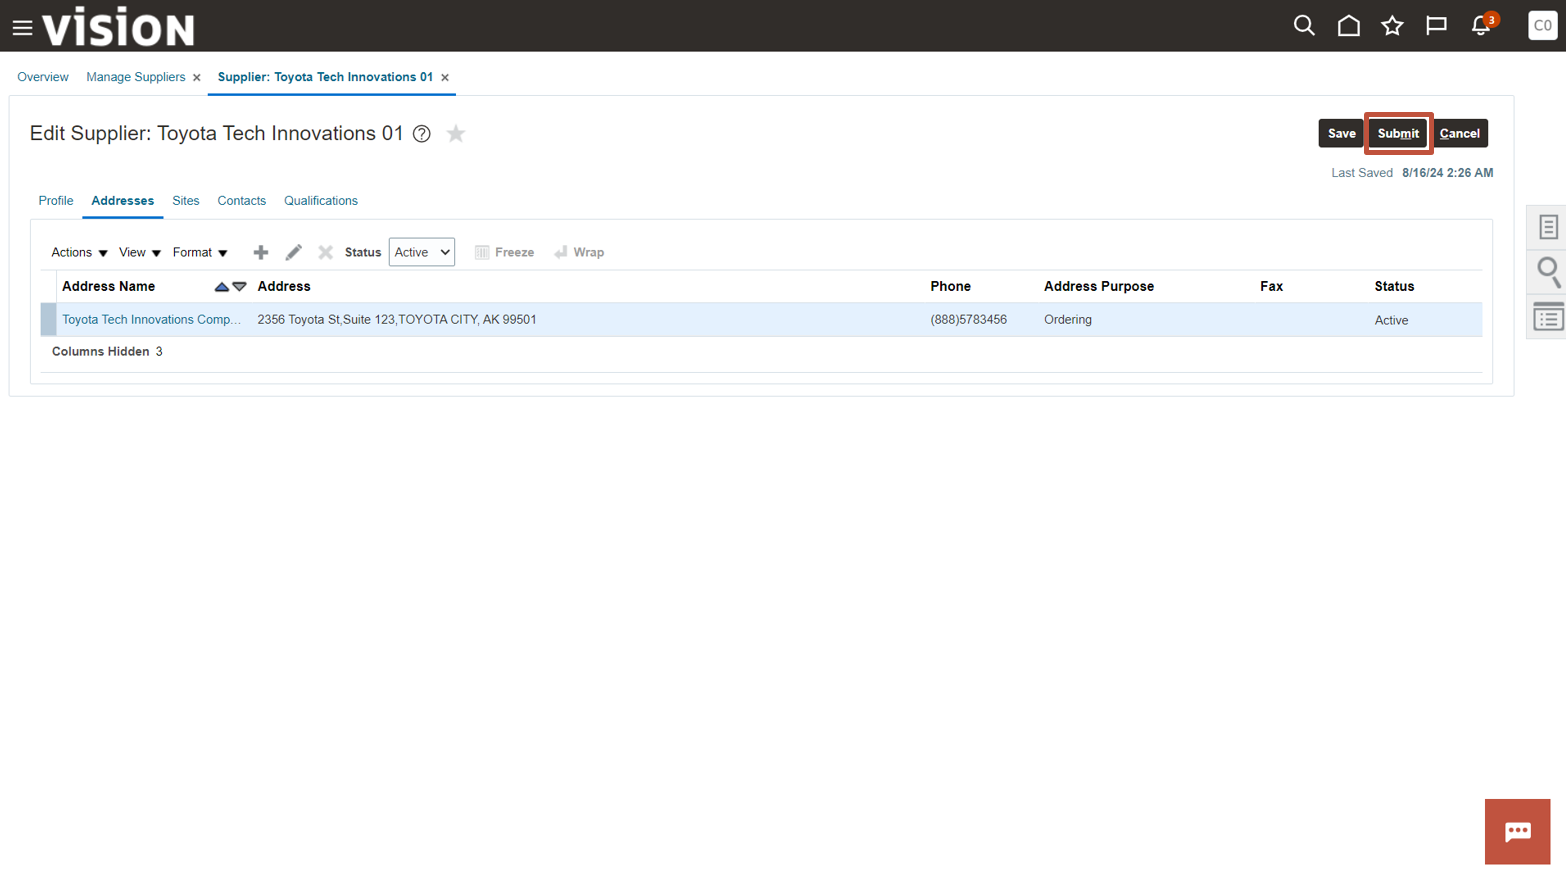 vision
3
C0
Overview Manage Suppliers × Supplier: Toyota Tech Innovations 01 ×
Edit Supplier: Toyota Tech Innovations 01 ?
Save Submit Cancel
Last Saved 8/16/24 2:26 AM
Profile Addresses Sites Contacts Qualifications
Actions View Format Status Active Freeze Wrap
Address Name Address Phone Address Purpose Fax Status
Toyota Tech Innovations Comp... 2356 Toyota St,Suite 123,TOYOTA CITY, AK 99501 (888)5783456 Ordering Active
Columns Hidden 3